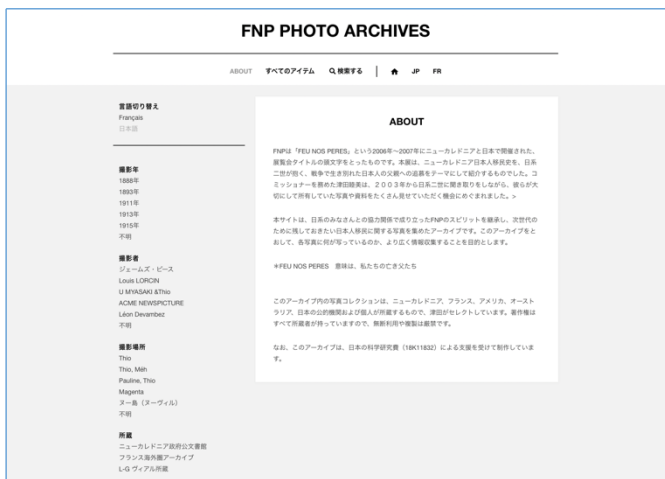 FNP PHOTO ARCHIVES
ABOUT すべてのアイテム 検索する JP FR
言語切り替え
Français
日本語
撮影年
1888年
1893年
1911年
1913年
1915年
不明
撮影者
ジェームズ・ピース
Louis LORCIN
U MYASAKI &Thio
ACME NEWSPICTURE
Léon Devambez
不明
撮影場所
Thio
Thio, Méh
Pauline, Thio
Magenta
ヌー島（ヌーヴィル）
不明
所蔵
ニューカレドニア政府公文書館
フランス海外圏アーカイブ
L-G ヴィアル所蔵
ABOUT
FNPは「FEU NOS PERES」という2006年〜2007年にニューカレドニアと日本で開催された、
展覧会タイトルの頭文字をとったものです。本展は、ニューカレドニア日本人移民史を、日系
二世が抱く、戦争で生き別れた日本人の父親への追慕をテーマにして紹介するものでした。コ
ミッショナーを務めた津田睦美は、２００３年から日系二世に聞き取りをしながら、彼らが大
切にして所有していた写真や資料をたくさん見せていただく機会にめぐまれました。>
本サイトは、日系のみなさんとの協力関係で成り立ったFNPのスピリットを継承し、次世代の
ために残しておきたい日本人移民に関する写真を集めたアーカイブです。このアーカイブをと
おして、各写真に何が写っているのか、より広く情報収集することを目的とします。
＊FEU NOS PERES　意味は、私たちの亡き父たち
このアーカイブ内の写真コレクションは、ニューカレドニア、フランス、アメリカ、オースト
ラリア、日本の公的機関および個人が所蔵するもので、津田がセレクトしています。著作権は
すべて所蔵者が持っていますので、無断利用や複製は厳禁です。
なお、このアーカイブは、日本の科学研究費（18K11832）による支援を受けて制作していま
す。